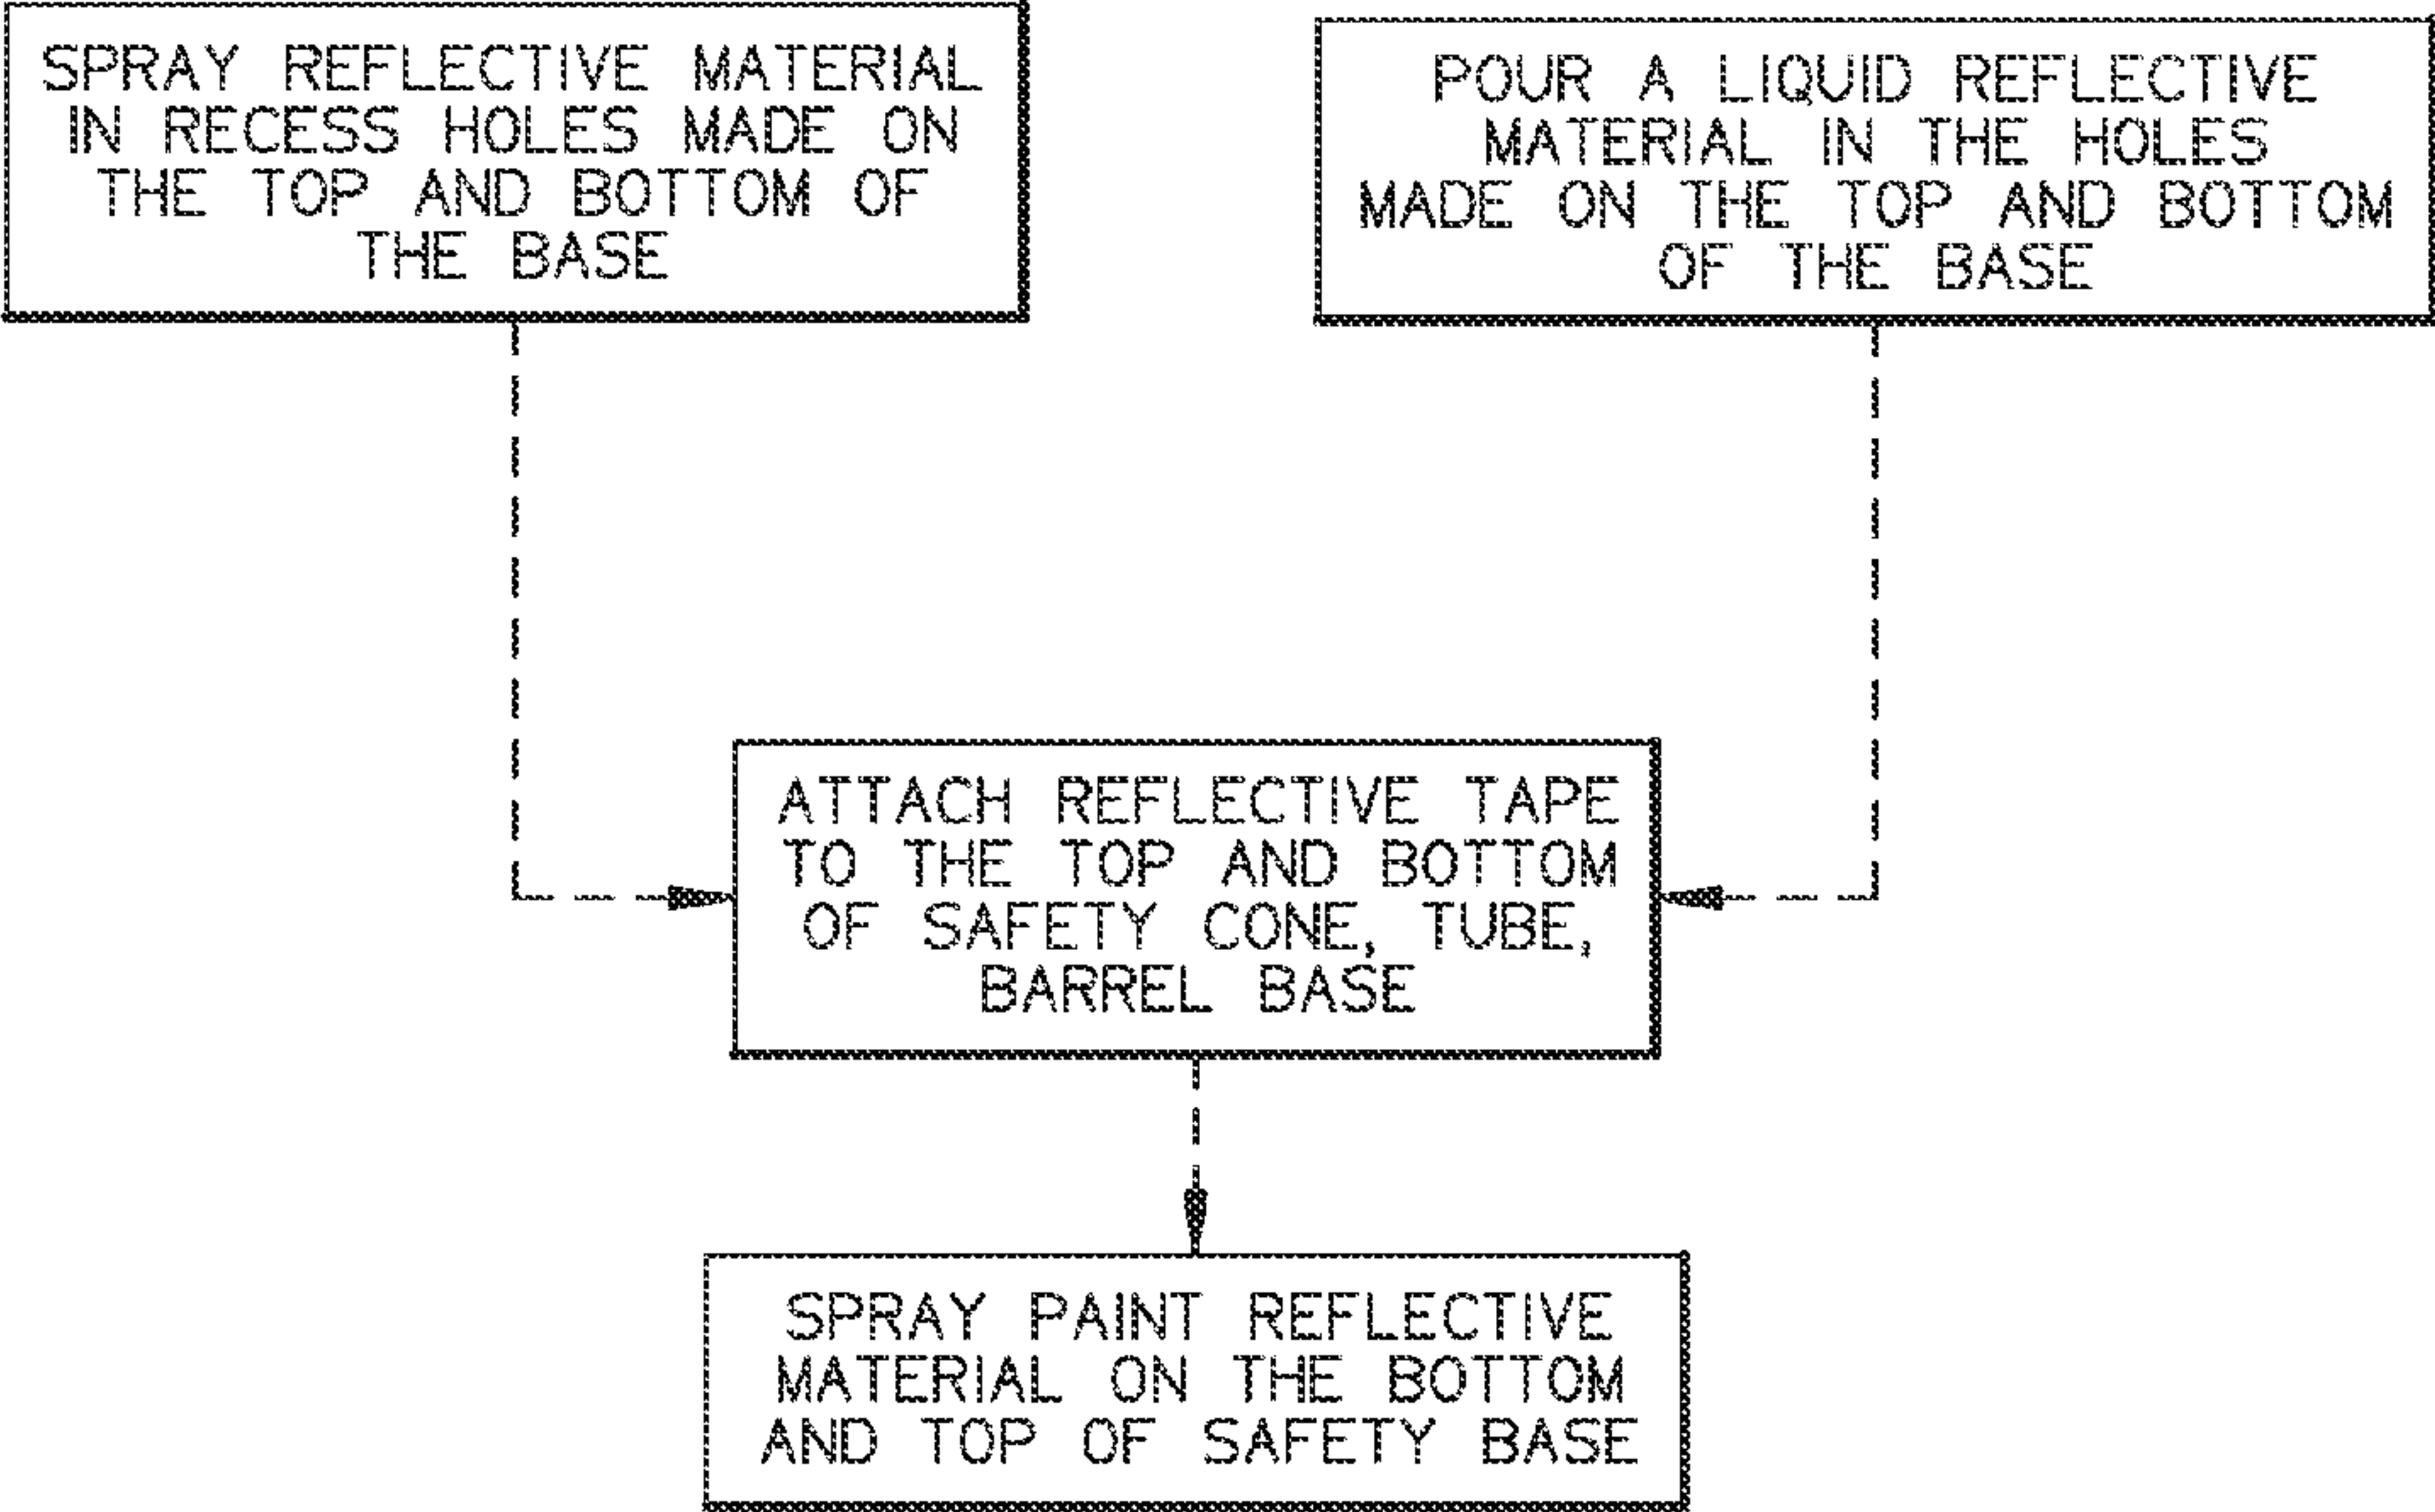 SPRAY REFLECTIVE MATERIAL
IN RECESS HOLES MADE ON
THE TOP AND BOTTOM OF
THE BASE
POUR A LIQUID REFLECTIVE
MATERIAL IN THE HOLES
MADE ON THE TOP AND BOTTOM
OF THE BASE
ATTACH REFLECTIVE TAPE
TO THE TOP AND BOTTOM
OF SAFETY CONE, TUBE,
BARREL BASE
SPRAY PAINT REFLECTIVE
MATERIAL ON THE BOTTOM
AND TOP OF SAFETY BASE